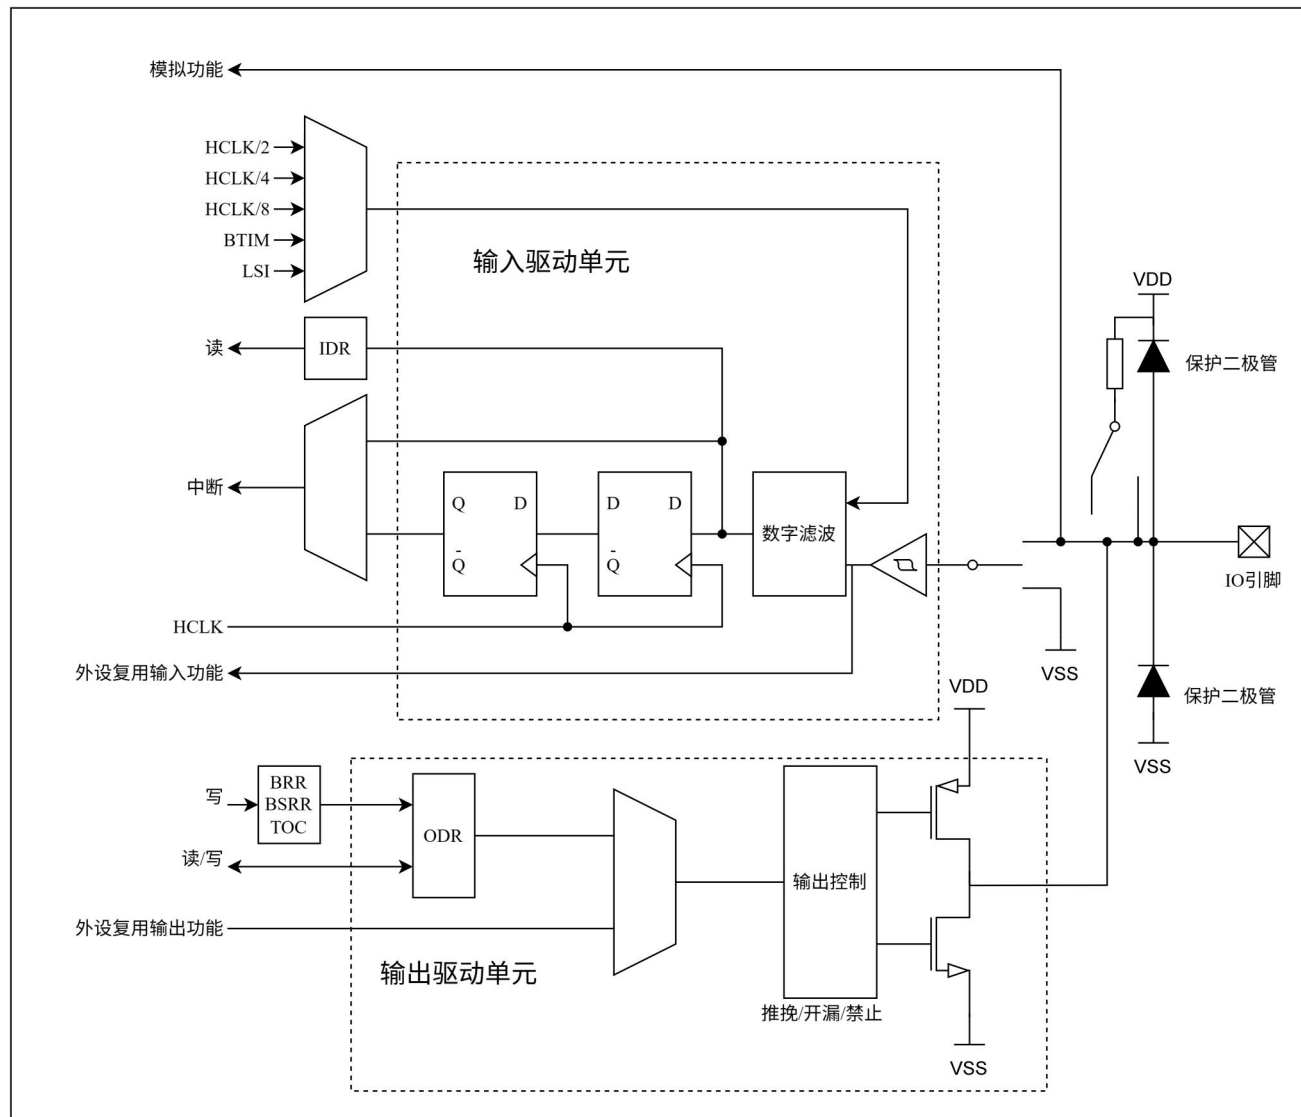 模拟功能
HCLK/2
HCLK/4
HCLK/8
BTIM
LSI
输入驱动单元
VDD
读
IDR
保护二极管
中断
Q
D
D
D
Q
Q
数字滤波
IO引脚
HCLK
外设复用输入功能
VSS
VDD
保护二极管
VSS
写
BRR
BSRR
TOC
读/写
ODR
输出控制
外设复用输出功能
输出驱动单元
推挽/开漏/禁止
VSS